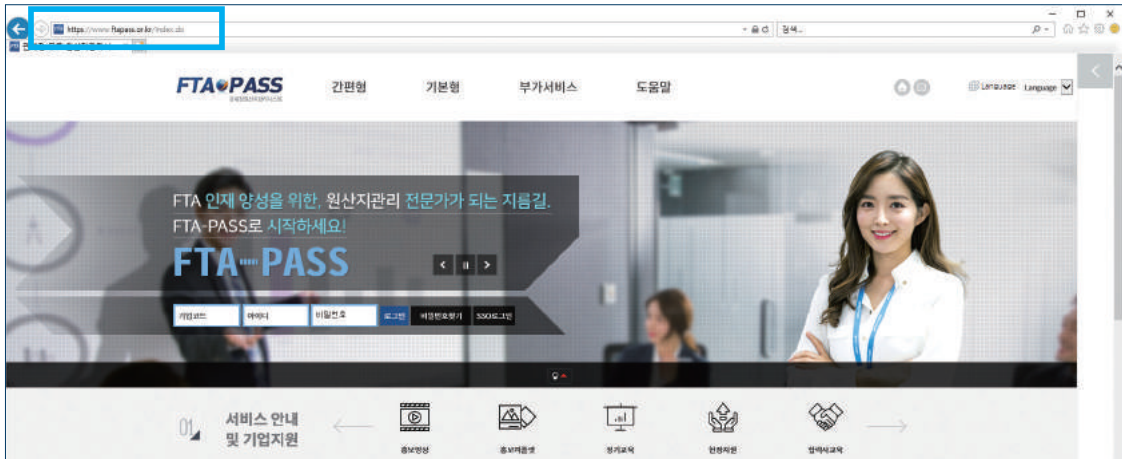 https://www.ftapass.or.kr/index.do
검색...
FTA PASS
간편형
기본형
부가서비스
도움말
Language
Language
FTA 인재 양성을 위한, 원산지관리 전문가가 되는 지름길.
FTA-PASS로 시작하세요!
FTA PASS
기업코드
아이디
비밀번호
로그인
비밀번호찾기
SSO로그인
01
서비스 안내
및 기업지원
홍보영상
홍보리플렛
정기교육
현장지원
협력사교육